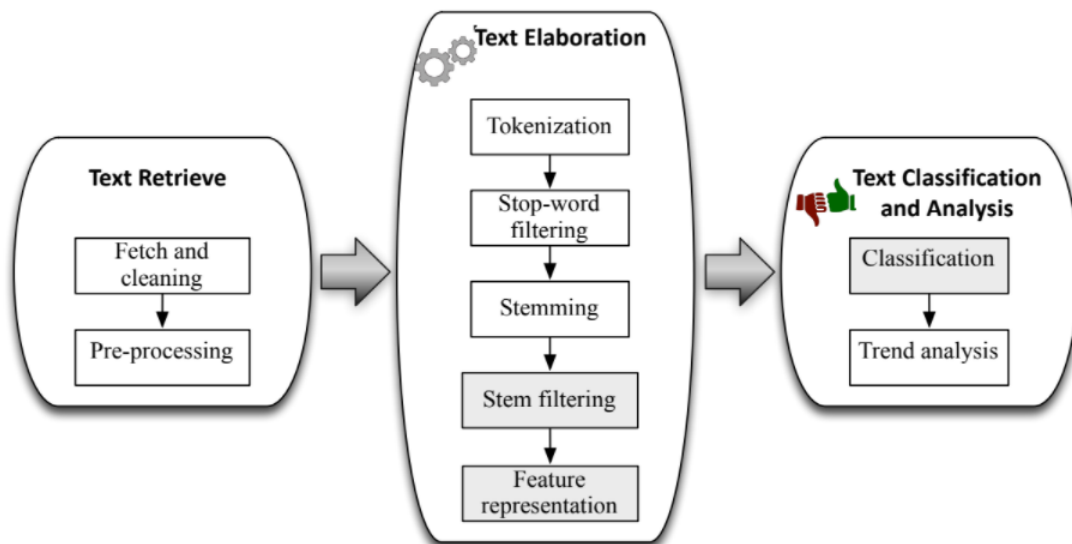 Text Retrieve
Fetch and
cleaning
Pre-processing
Text Elaboration
Tokenization
Stop-word
filtering
Stemming
Stem filtering
Feature
representation
Text Classification
and Analysis
Classification
Trend analysis